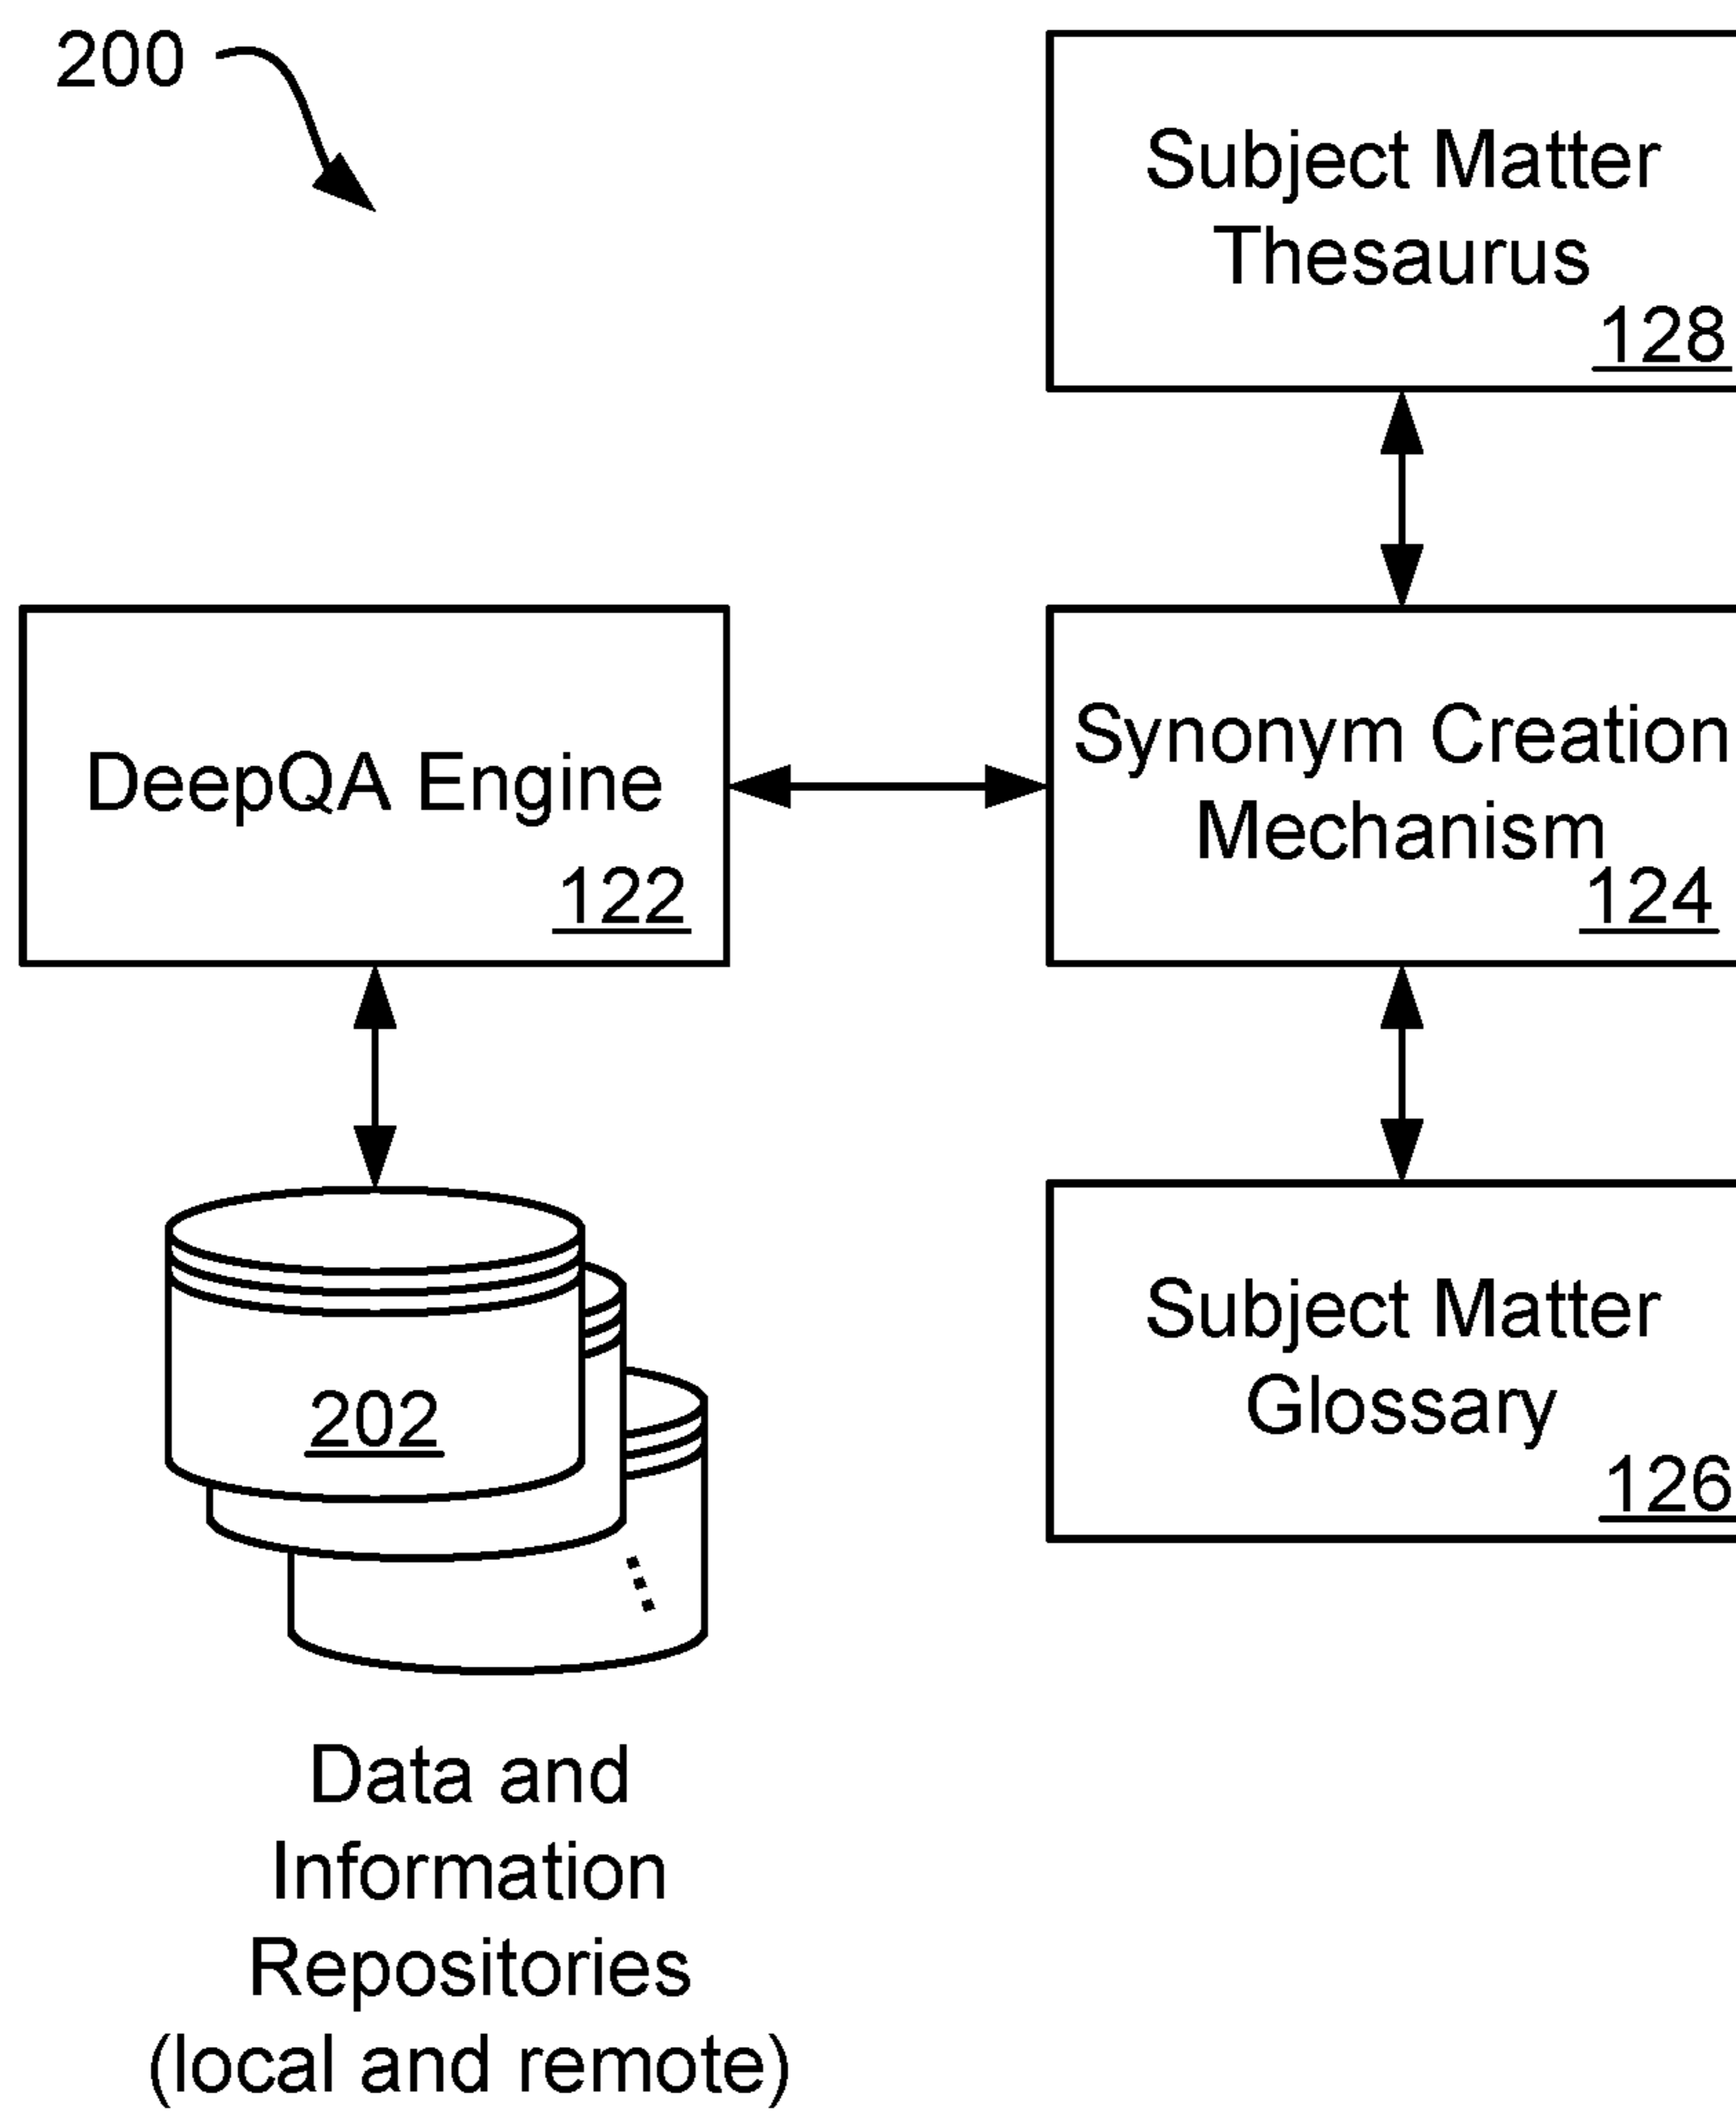 200
Subject Matter
Thesaurus
128
DeepQA Engine
122
Synonym Creation
Mechanism
124
202
Subject Matter
Glossary
126
Data and
Information
Repositories
(local and remote)